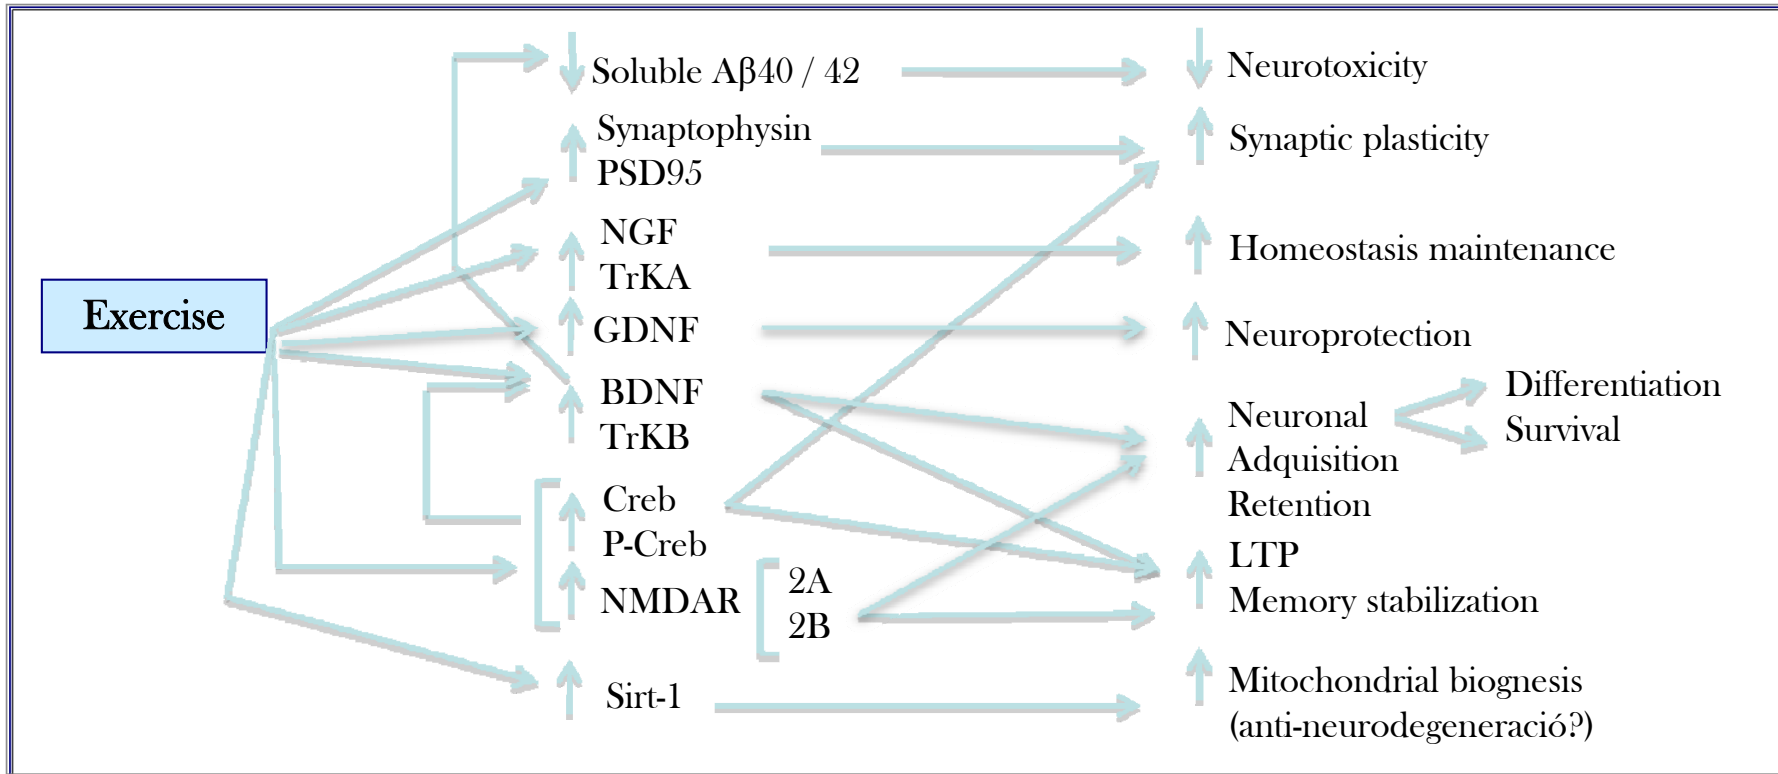 Exercise
Soluble Aβ40 / 42
Synaptophysin
PSD95
NGF
TrKA
GDNF
BDNF
TrKB
Creb
P-Creb
NMDAR
2A
2B
Sirt-1
Neurotoxicity
Synaptic plasticity
Homeostasis maintenance
Neuroprotection
Neuronal
Adquisition
Retention
Differentiation
Survival
LTP
Memory stabilization
Mitochondrial biognesis
(anti-neurodegeneració?)